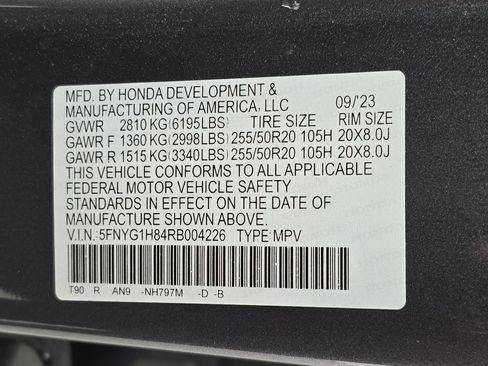 MFD. BY HONDA DEVELOPMENT &
MANUFACTURING OF AMERICA, LLC 09/'23
GVWR 2810 KG(6195LBS) TIRE SIZE RIM SIZE
GAWR F 1360 KG(2998LBS) 255/50R20 105H 20X8.0J
GAWR R 1515 KG(3340LBS) 255/50R20 105H 20X8.0J
THIS VEHICLE CONFORMS TO ALL APPLICABLE
FEDERAL MOTOR VEHICLE SAFETY
STANDARDS IN EFFECT ON THE DATE OF
MANUFACTURE SHOWN ABOVE.
V.I.N.: 5FNYG1H84RB004226 TYPE MPV
T90 R AN9 -NH797M -D -B